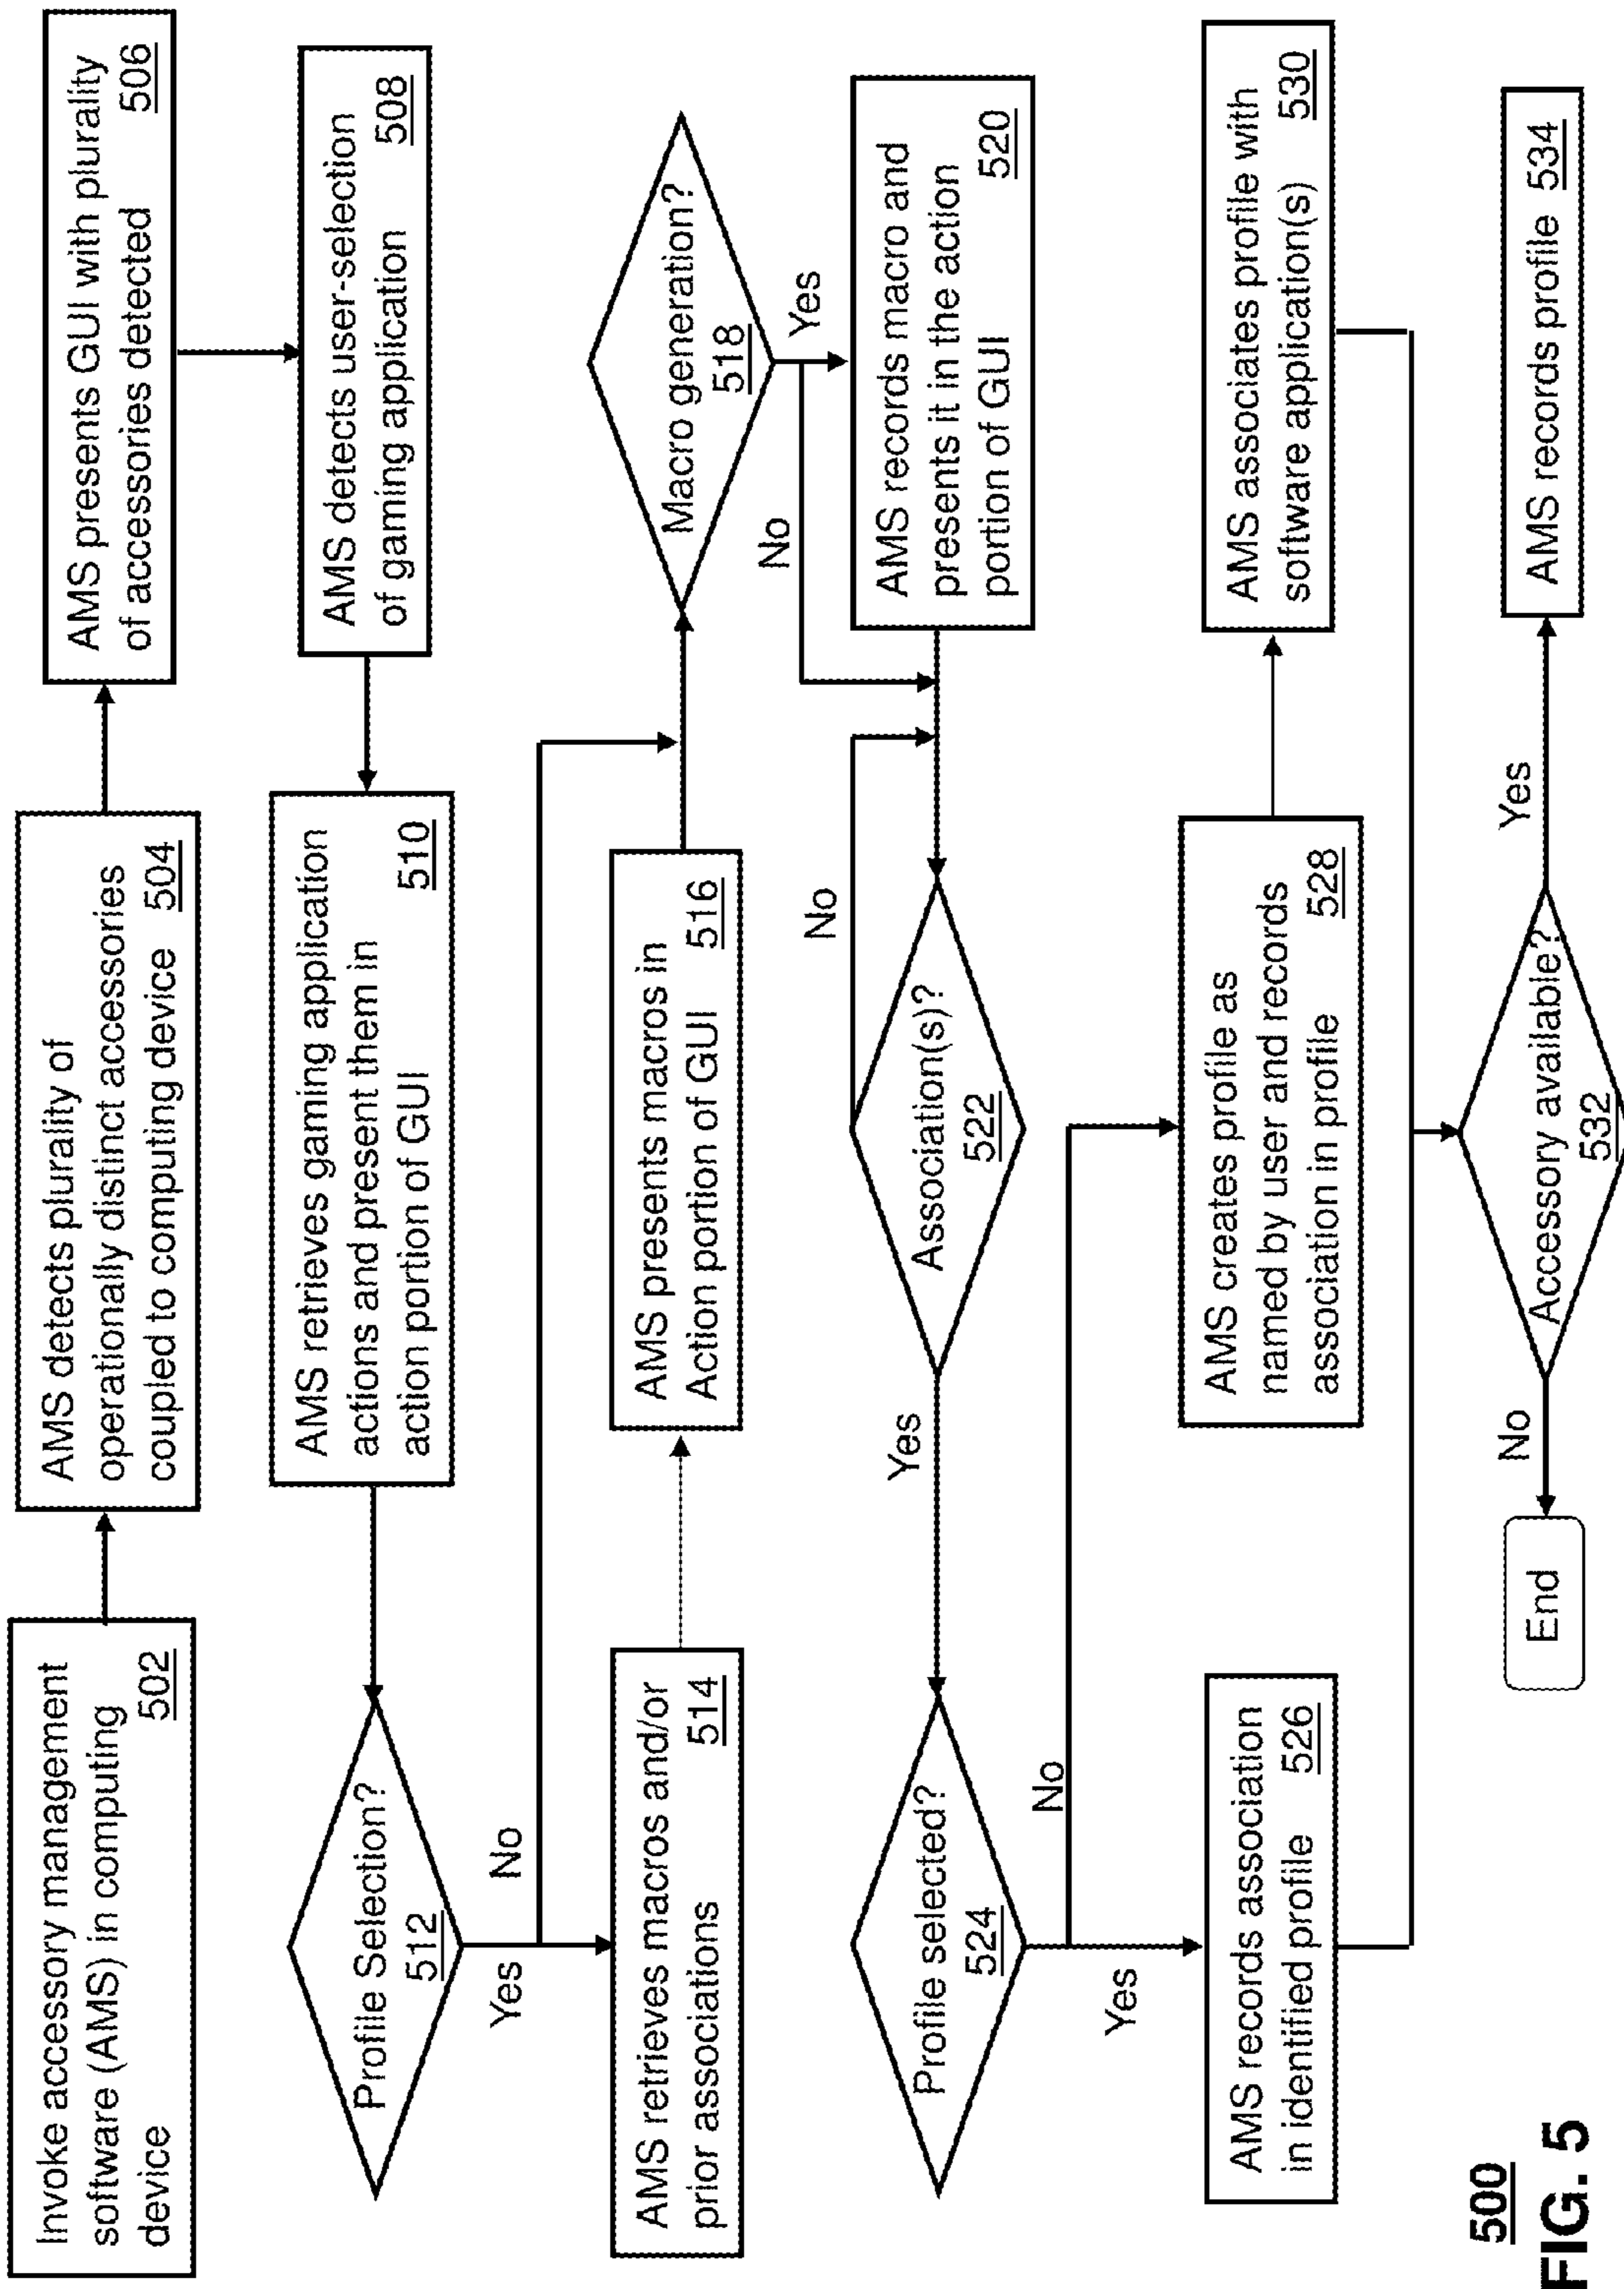 Invoke accessory management
software (AMS) in computing
device 502
AMS detects plurality of
operationally distinct accessories
coupled to computing device 504
AMS presents GUI with plurality
of accessories detected 506
AMS detects user-selection
of gaming application 508
AMS retrieves gaming application
actions and present them in
action portion of GUI 510
Profile Selection?
512
No
Yes
AMS retrieves macros and/or
prior associations 514
AMS presents macros in
Action portion of GUI 516
Macro generation?
518
No
Yes
AMS records macro and
presents it in the action
portion of GUI 520
Association(s)?
522
No
Yes
Profile selected?
524
No
Yes
AMS records association
in identified profile 526
AMS creates profile as
named by user and records
association in profile 528
AMS associates profile with
software application(s) 530
Accessory available?
532
No
Yes
End
AMS records profile 534
500
FIG. 5